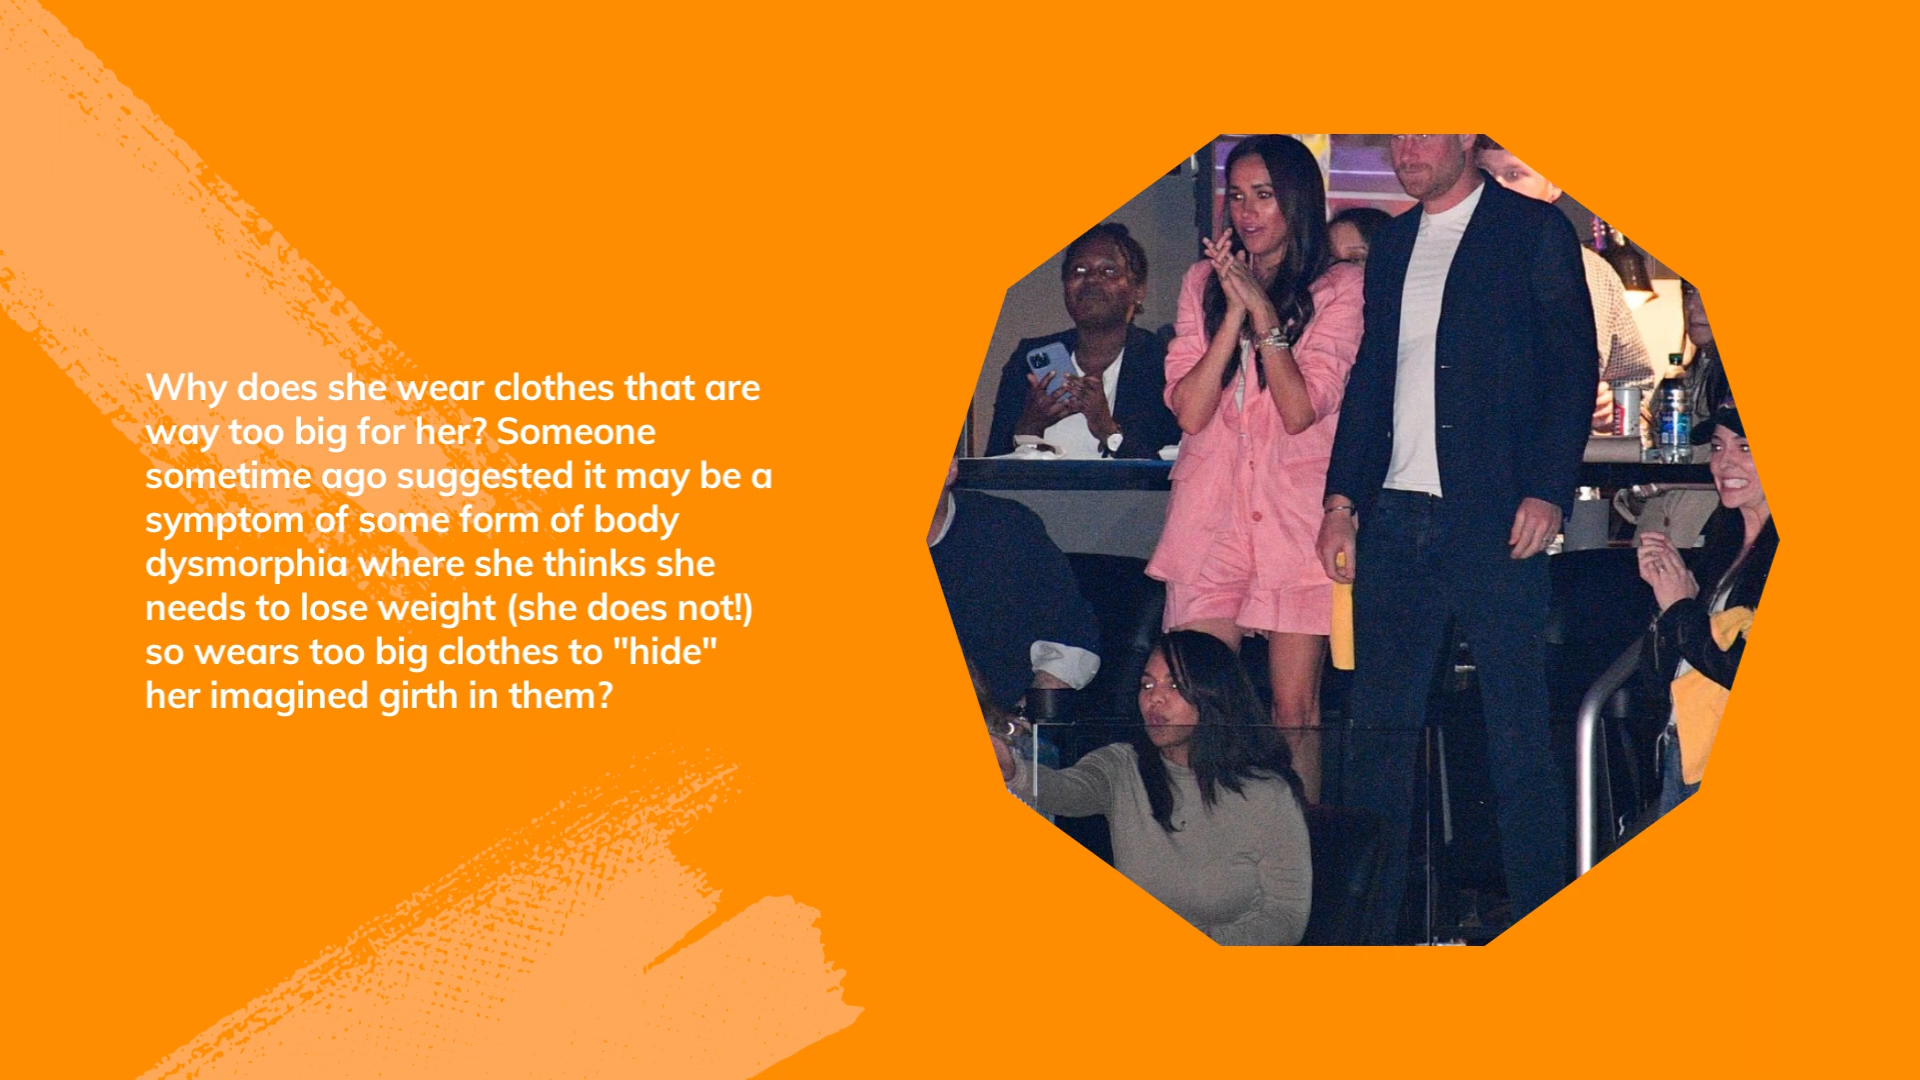 Why does she wear clothes that are
way too big for her? Someone
sometime ago suggested it may be a
symptom of some form of body
dysmorphia where she thinks she
needs to lose weight (she does not!)
so wears too big clothes to "hide"
her imagined girth in them?